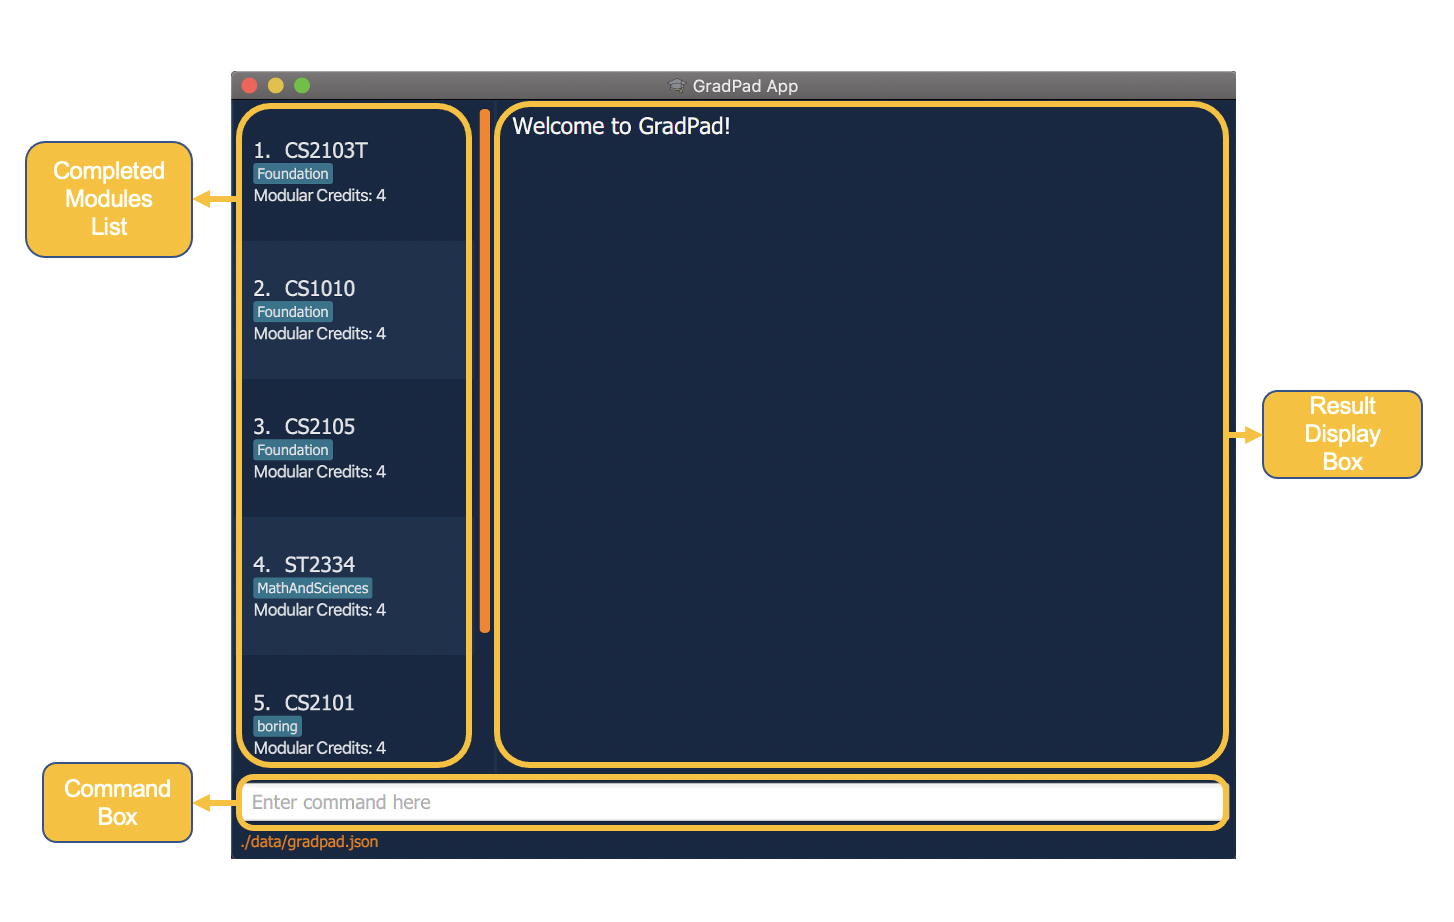 GradPad App
Completed
Modules
List
1. CS2103T
Foundation
Modular Credits: 4
2. CS1010
Foundation
Modular Credits: 4
3. CS2105
Foundation
Modular Credits: 4
4. ST2334
MathAndSciences
Modular Credits: 4
5. CS2101
boring
Modular Credits: 4
Welcome to GradPad!
Result
Display
Box
Command
Box
Enter command here
./data/gradpad.json